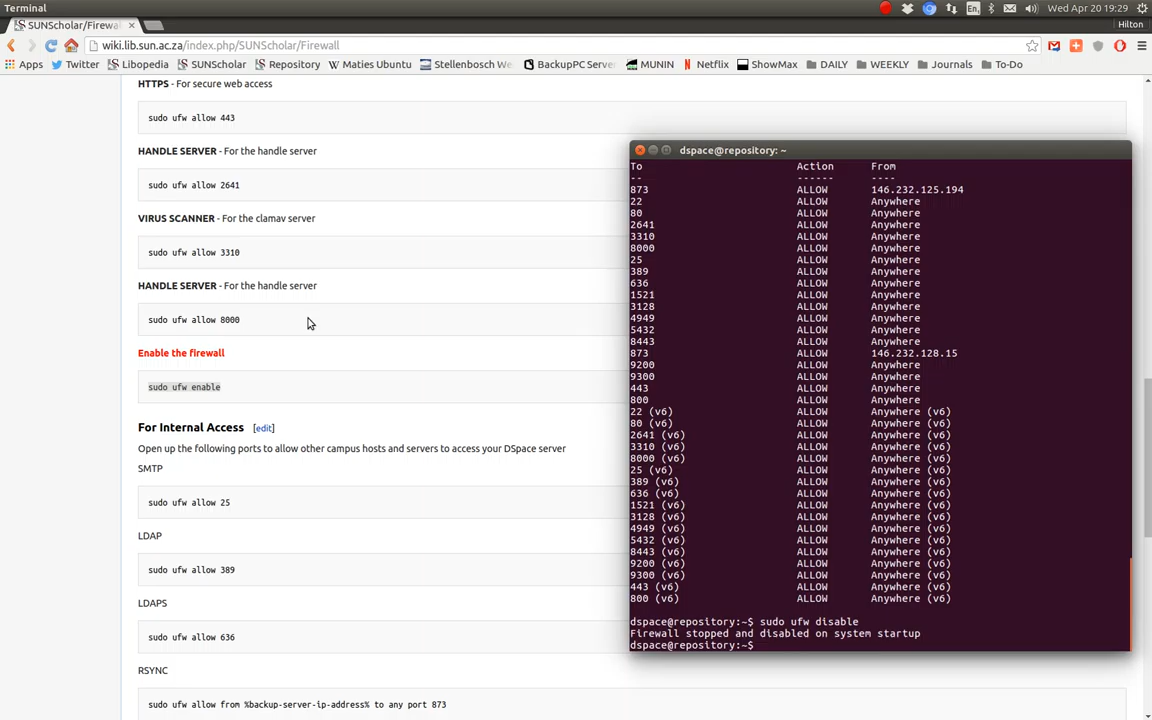 Terminal
En
Wed Apr 20 19:29
SUNScholar/Firewa
Hilton
wiki.lib.sun.ac.za/index.php/SUNScholar/Firewall
Apps Twitter Libopedia SUNScholar Repository Maties Ubuntu Stellenbosch We BackupPC Serve MUNIN Netflix ShowMax DAILY WEEKLY Journals To-Do
HTTPS - For secure web access
sudo ufw allow 443
HANDLE SERVER - For the handle server
sudo ufw allow 2641
VIRUS SCANNER - For the clamav server
sudo ufw allow 3310
HANDLE SERVER - For the handle server
sudo ufw allow 8000
Enable the firewall
sudo ufw enable
For Internal Access [edit]
Open up the following ports to allow other campus hosts and servers to access your DSpace server
SMTP
sudo ufw allow 25
LDAP
sudo ufw allow 389
LDAPS
sudo ufw allow 636
RSYNC
sudo ufw allow from %backup-server-ip-address% to any port 873
dspace@repository: ~
To Action From
-- ------ ----
873 ALLOW 146.232.125.194
22 ALLOW Anywhere
80 ALLOW Anywhere
2641 ALLOW Anywhere
3310 ALLOW Anywhere
8000 ALLOW Anywhere
25 ALLOW Anywhere
389 ALLOW Anywhere
636 ALLOW Anywhere
1521 ALLOW Anywhere
3128 ALLOW Anywhere
4949 ALLOW Anywhere
5432 ALLOW Anywhere
8443 ALLOW Anywhere
873 ALLOW 146.232.128.15
9200 ALLOW Anywhere
9300 ALLOW Anywhere
443 ALLOW Anywhere
800 ALLOW Anywhere
22 (v6) ALLOW Anywhere (v6)
80 (v6) ALLOW Anywhere (v6)
2641 (v6) ALLOW Anywhere (v6)
3310 (v6) ALLOW Anywhere (v6)
8000 (v6) ALLOW Anywhere (v6)
25 (v6) ALLOW Anywhere (v6)
389 (v6) ALLOW Anywhere (v6)
636 (v6) ALLOW Anywhere (v6)
1521 (v6) ALLOW Anywhere (v6)
3128 (v6) ALLOW Anywhere (v6)
4949 (v6) ALLOW Anywhere (v6)
5432 (v6) ALLOW Anywhere (v6)
8443 (v6) ALLOW Anywhere (v6)
9200 (v6) ALLOW Anywhere (v6)
9300 (v6) ALLOW Anywhere (v6)
443 (v6) ALLOW Anywhere (v6)
800 (v6) ALLOW Anywhere (v6)
dspace@repository:~$ sudo ufw disable
Firewall stopped and disabled on system startup
dspace@repository:~$